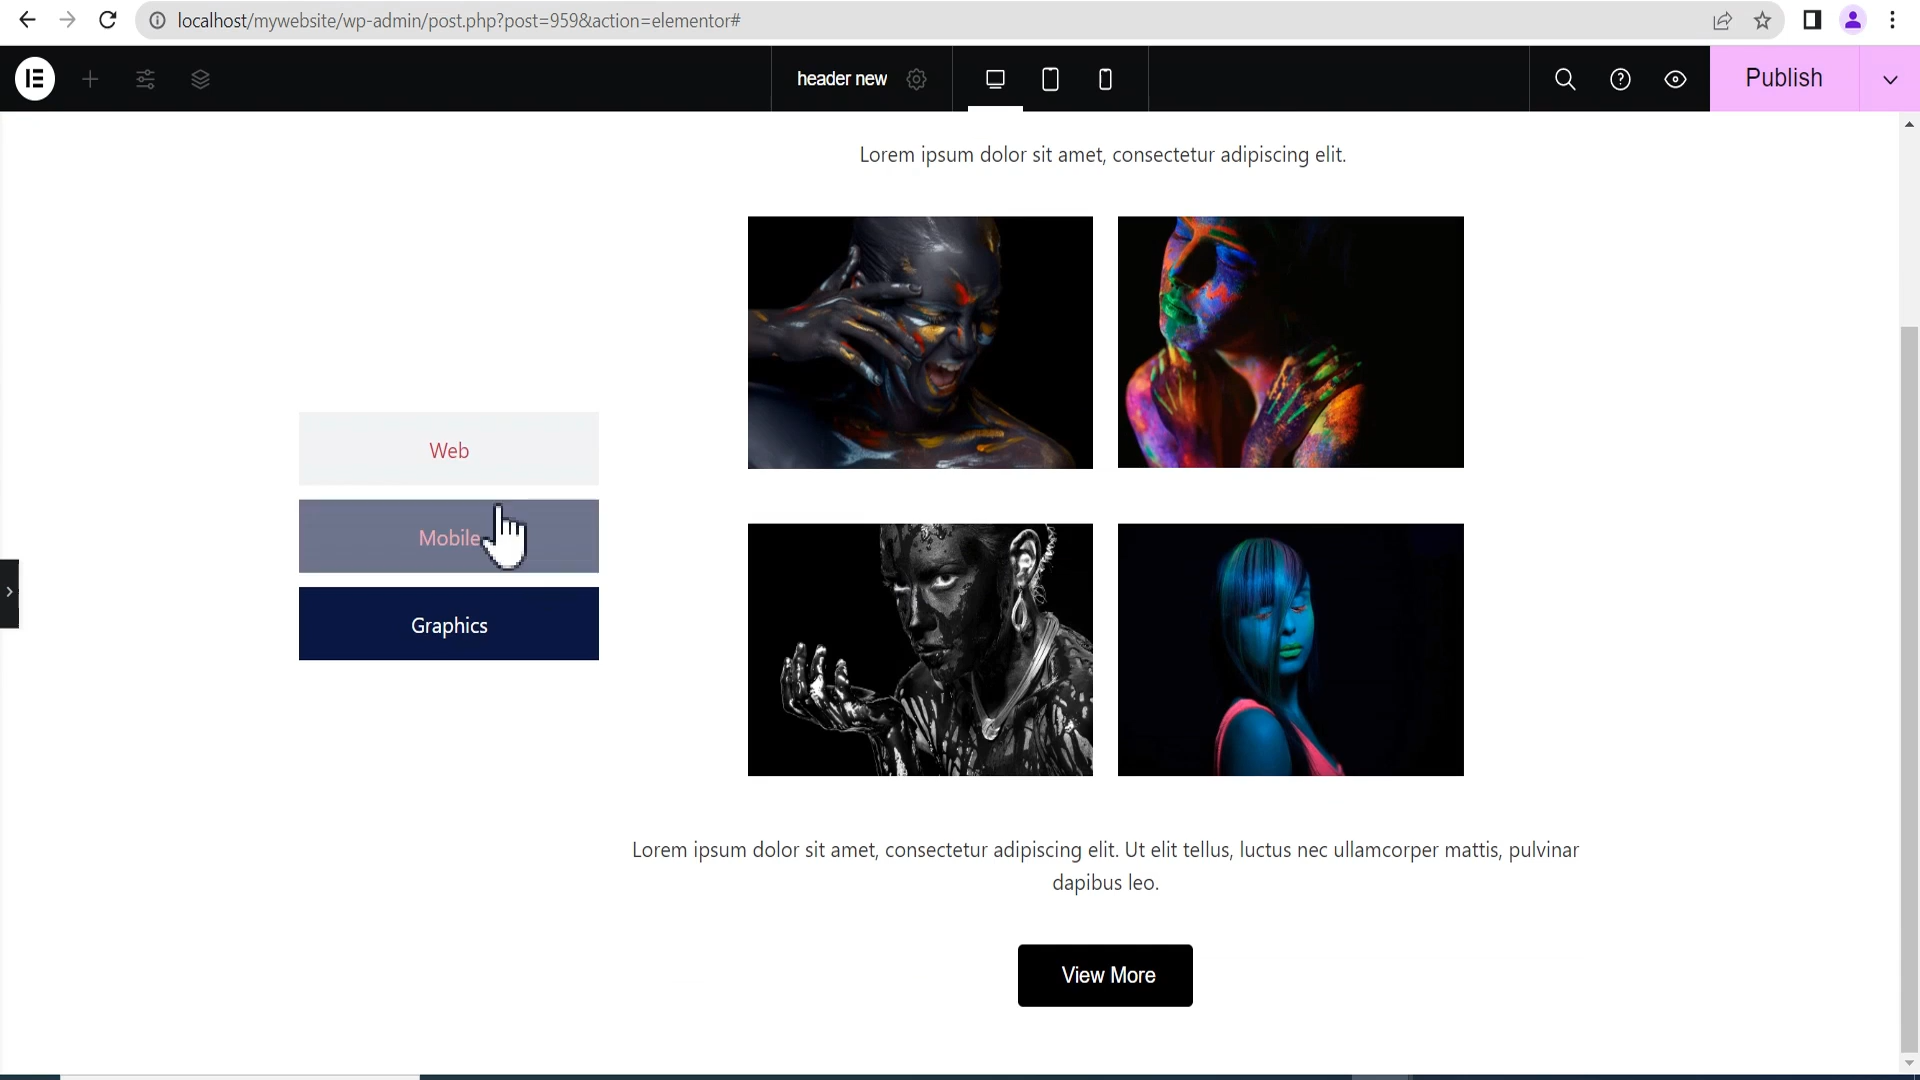 localhost/mywebsite/wp-admin/post.php?post=959&action=elementor#
header new
Publish
Lorem ipsum dolor sit amet, consectetur adipiscing elit.
Web
Mobile
Graphics
Lorem ipsum dolor sit amet, consectetur adipiscing elit. Ut elit tellus, luctus nec ullamcorper mattis, pulvinar
dapibus leo.
View More